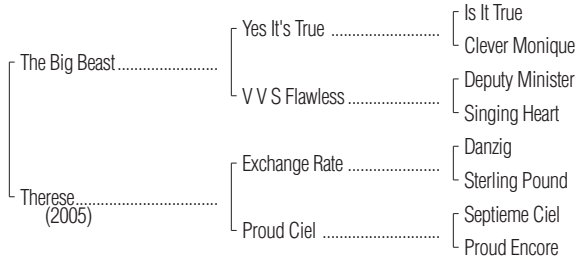 Is It True
Yes It's True ........................
Clever Monique
The Big Beast ........................
Deputy Minister
V V S Flawless ........................
Singing Heart
Danzig
Exchange Rate ........................
Sterling Pound
Therese ........................
(2005)
Septieme Ciel
Proud Ciel ........................
Proud Encore